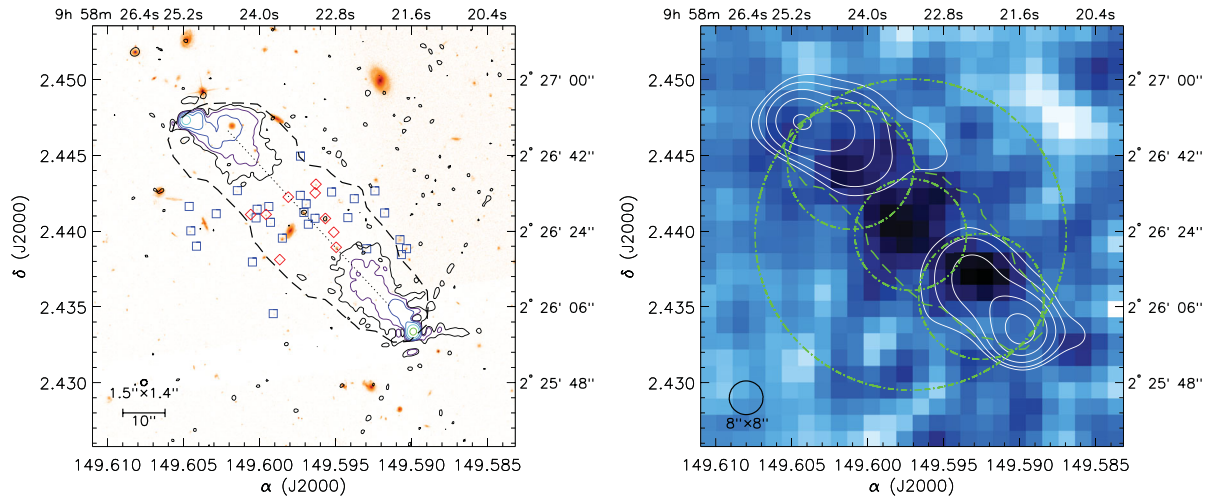 9h 58m 26.4s 25.2s 24.0s 22.8s 21.6s 20.4s
2.450
2.445
2.440
2.435
2.430
δ (J2000)
2° 27' 00"
2° 26' 42"
2° 26' 24"
2° 26' 06"
2° 25' 48"
1.5"×1.4"
10"
149.610 149.605 149.600 149.595 149.590 149.585
α (J2000)
9h 58m 26.4s 25.2s 24.0s 22.8s 21.6s 20.4s
2.450
2.445
2.440
2.435
2.430
δ (J2000)
2° 27' 00"
2° 26' 42"
2° 26' 24"
2° 26' 06"
2° 25' 48"
8"×8"
149.610 149.605 149.600 149.595 149.590 149.585
α (J2000)